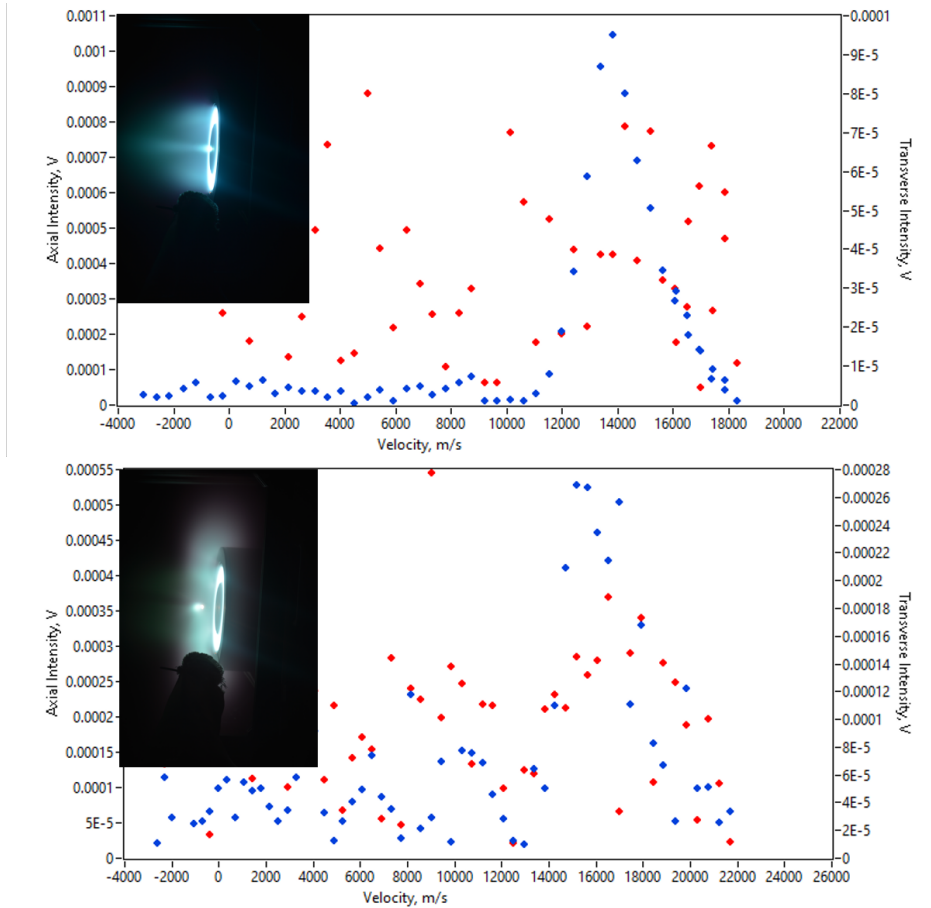 0.0011
0.001
0.0009
0.0008
0.0007
0.0006
0.0005
0.0004
0.0003
0.0002
0.0001
0
Axial Intensity, V
0.0001
9E-5
8E-5
7E-5
6E-5
5E-5
4E-5
3E-5
2E-5
1E-5
0
Transverse Intensity, V
-4000 -2000 0 2000 4000 6000 8000 10000 12000 14000 16000 18000 20000 22000
Velocity, m/s
0.00055
0.0005
0.00045
0.0004
0.00035
0.0003
0.00025
0.0002
0.00015
0.0001
5E-5
0
Axial Intensity, V
0.00028
0.00026
0.00024
0.00022
0.0002
0.00018
0.00016
0.00014
0.00012
0.0001
8E-5
6E-5
4E-5
2E-5
0
Transverse Intensity, V
-4000 -2000 0 2000 4000 6000 8000 10000 12000 14000 16000 18000 20000 22000 24000 26000
Velocity, m/s